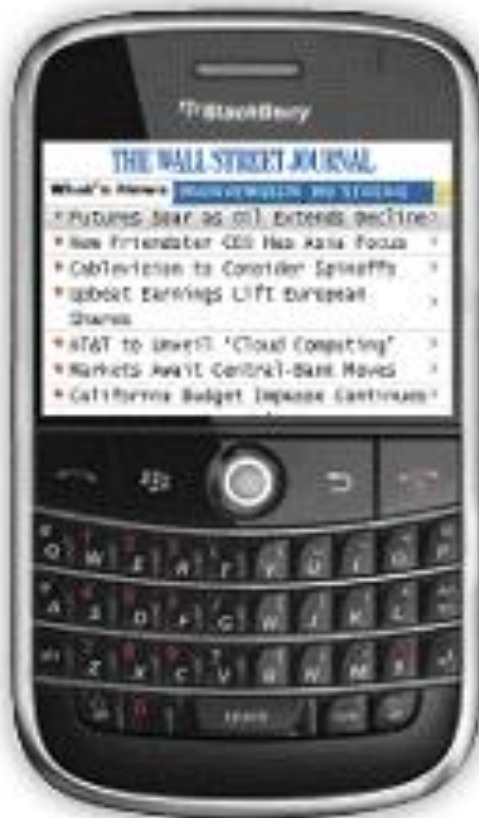 BlackBerry
THE WALL STREET JOURNAL
What's News
Futures Soar as Oil Extends Decline
New Friendster CEO Has Asia Focus
Cablevision to Consider Spinoffs
Upbeat Earnings Lift European
Shares
AT&T to Unveil 'Cloud Computing'
Markets Await Central-Bank Moves
California Budget Impasse Continues
Q W E R T Y U I O P
A S D F G H J K L
alt Z X C V B N M